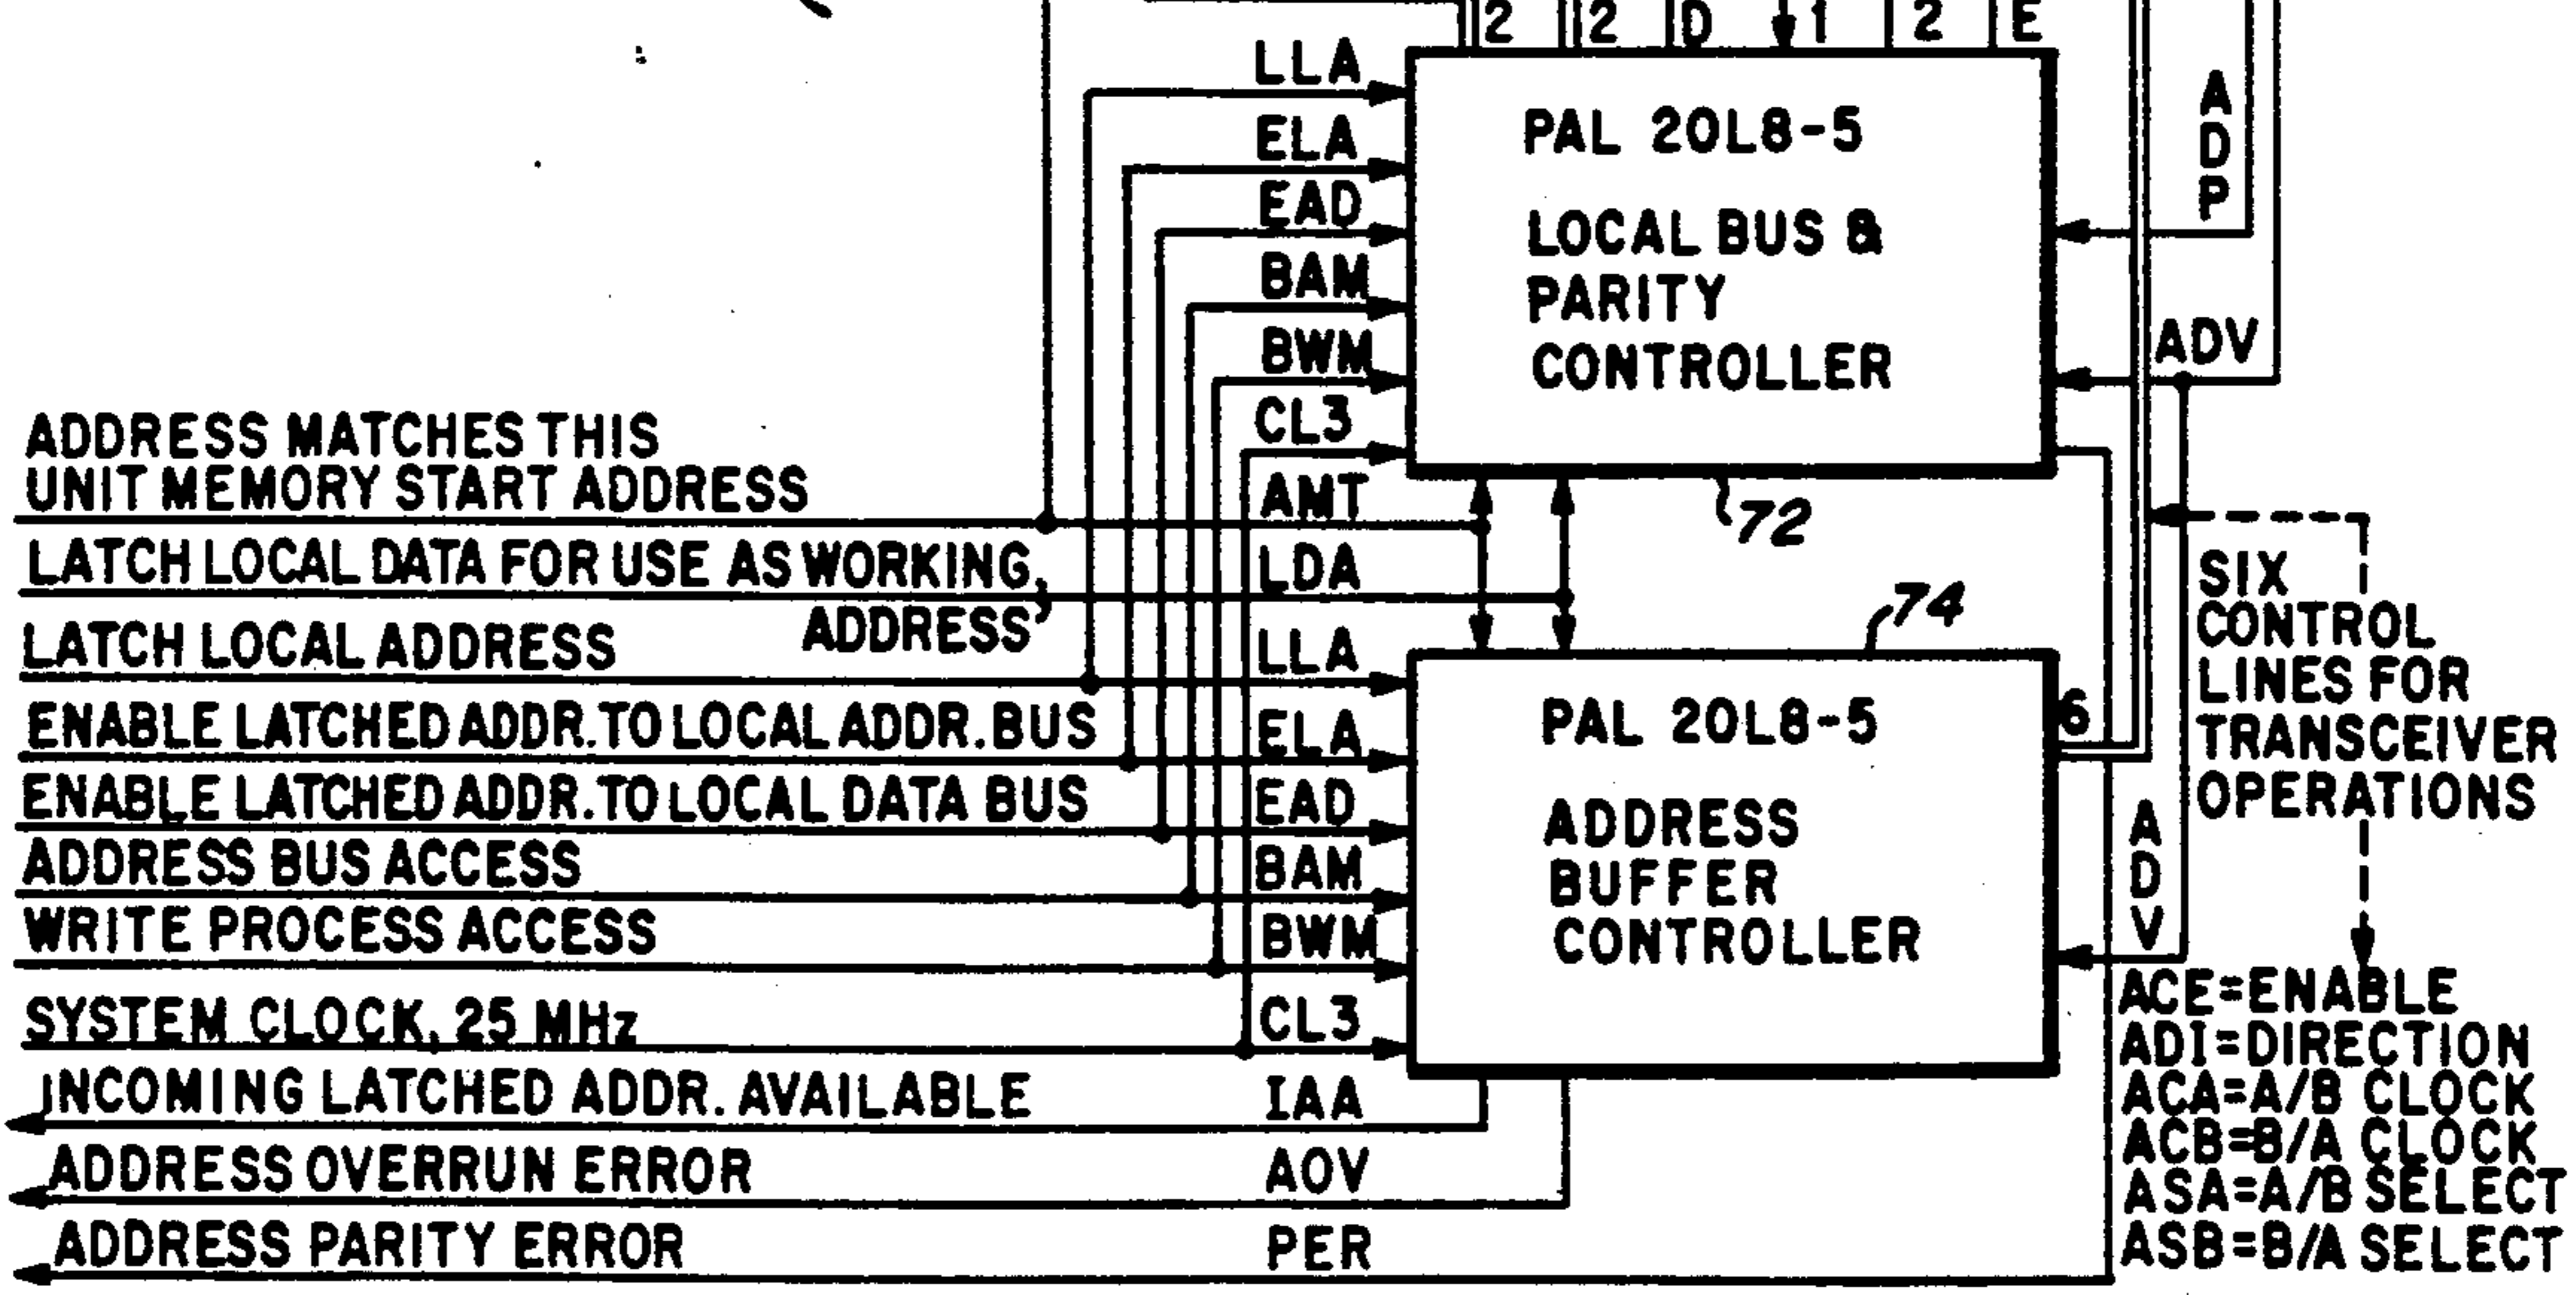 2 2 D 1 2 E
LLA
ELA
EAD
BAM
BWM
CL3
PAL 20L8-5
LOCAL BUS &
PARITY
CONTROLLER
ADP
ADV
72
ADDRESS MATCHES THIS
UNIT MEMORY START ADDRESS
AMT
LATCH LOCAL DATA FOR USE AS WORKING
ADDRESS
LDA
LATCH LOCAL ADDRESS
LLA
ENABLE LATCHED ADDR. TO LOCAL ADDR. BUS
ELA
ENABLE LATCHED ADDR. TO LOCAL DATA BUS
EAD
ADDRESS BUS ACCESS
BAM
WRITE PROCESS ACCESS
BWM
SYSTEM CLOCK, 25 MHz
CL3
74
PAL 20L8-5
ADDRESS
BUFFER
CONTROLLER
6
ADV
SIX
CONTROL
LINES FOR
TRANSCEIVER
OPERATIONS
ACE=ENABLE
ADI=DIRECTION
ACA=A/B CLOCK
ACB=B/A CLOCK
ASA=A/B SELECT
ASB=B/A SELECT
INCOMING LATCHED ADDR. AVAILABLE
IAA
ADDRESS OVERRUN ERROR
AOV
ADDRESS PARITY ERROR
PER